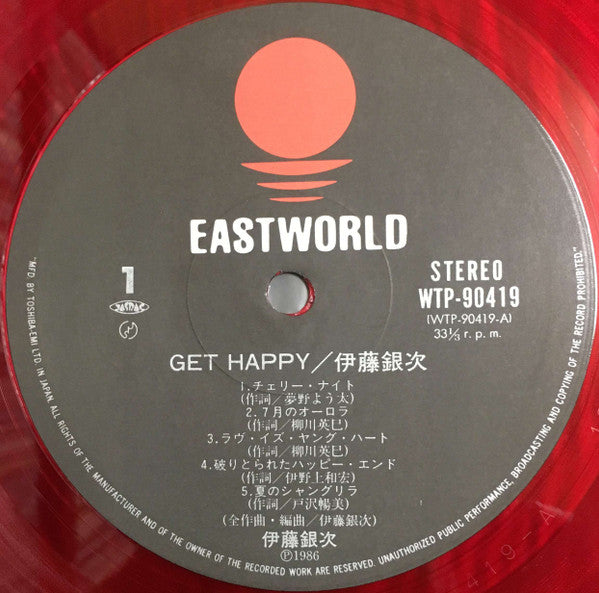 EASTWORLD
1
JASRAC
STEREO
WTP-90419
(WTP-90419-A)
33⅓ r.p.m.
GET HAPPY／伊藤銀次
1.チェリー・ナイト
(作詞／夢野よう太)
2.7月のオーロラ
(作詞／柳川英巳)
3.ラヴ・イズ・ヤング・ハート
(作詞／柳川英巳)
4.破りとられたハッピー・エンド
(作詞／伊野上和宏)
5.夏のシャングリラ
(作詞／戸沢暢美)
(全作曲・編曲／伊藤銀次)
伊藤銀次
Ⓟ1986
"MFD. BY TOSHIBA-EMI LTD. IN JAPAN ALL RIGHTS OF THE MANUFACTURER AND OF THE OWNER OF THE RECORDED WORK ARE RESERVED. UNAUTHORIZED PUBLIC PERFORMANCE, BROADCASTING AND COPYING OF THE RECORD PROHIBITED."